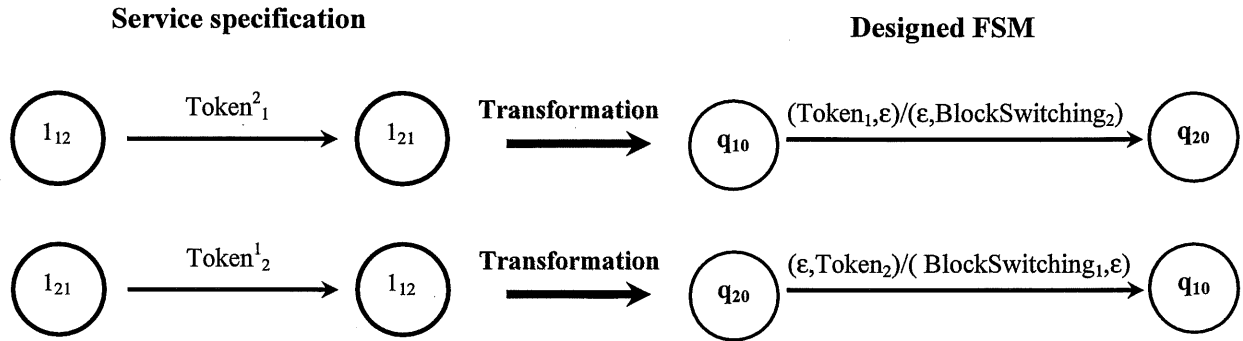 Service specification
Designed FSM
1₁₂ Token²₁ 1₂₁ Transformation q₁₀ (Token₁,ε)/(ε,BlockSwitching₂) q₂₀
1₂₁ Token¹₂ 1₁₂ Transformation q₂₀ (ε,Token₂)/( BlockSwitching₁,ε) q₁₀